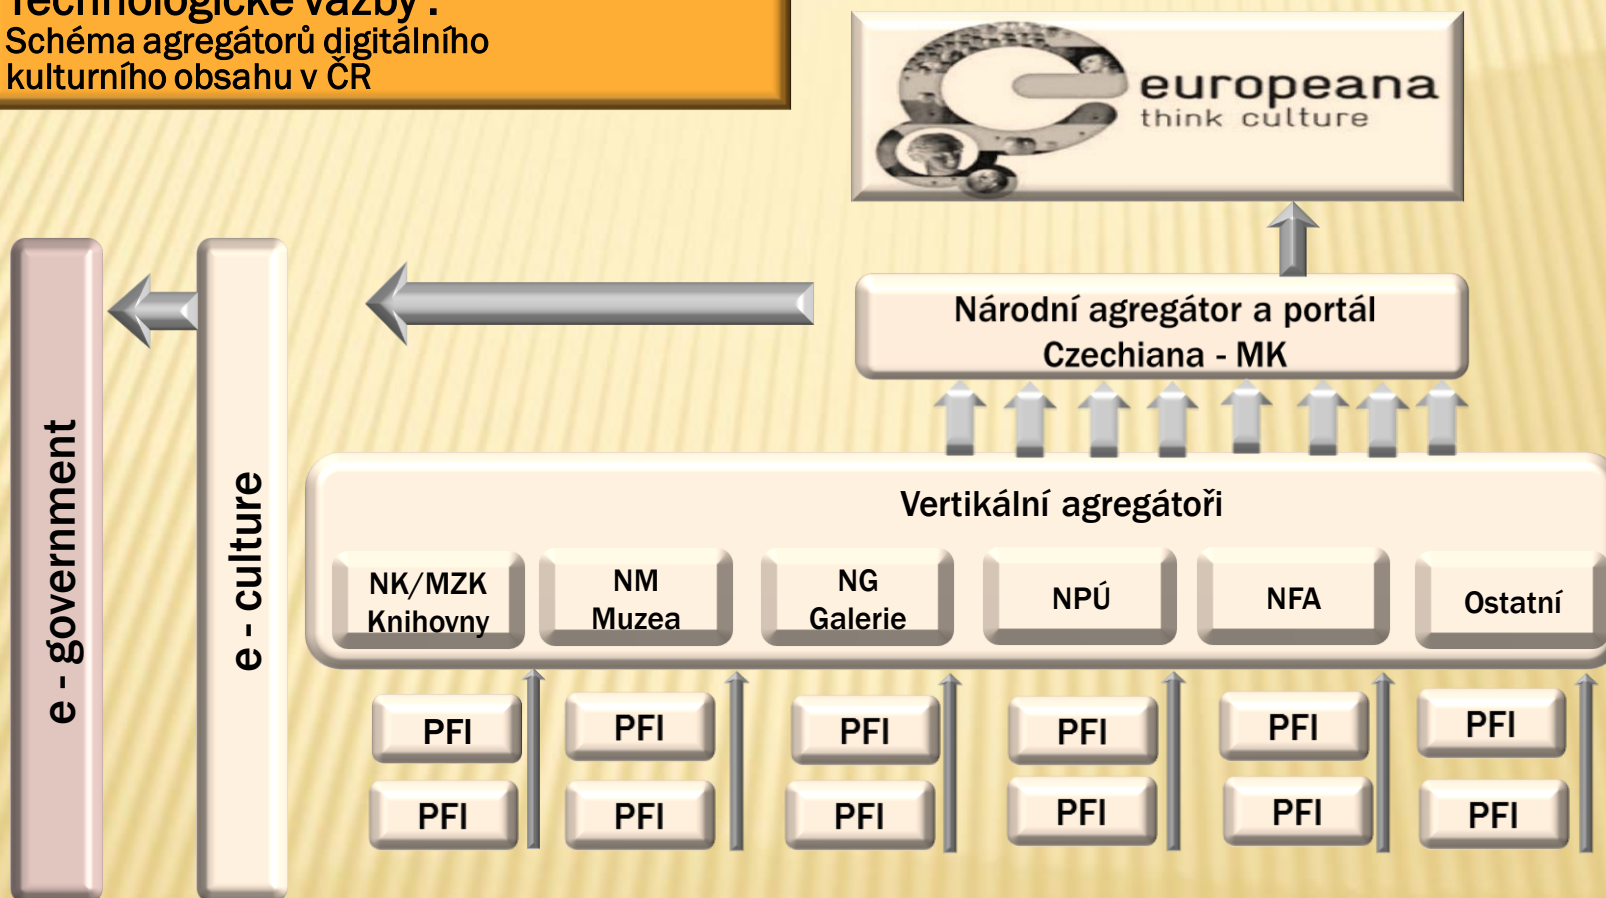 Technologické vazby :
Schéma agregátorů digitálního
kulturního obsahu v ČR
europeana
think culture
Národní agregátor a portál
Czechiana - MK
e - government
e - culture
Vertikální agregátoři
NK/MZK
Knihovny
NM
Muzea
NG
Galerie
NPÚ
NFA
Ostatní
PFI
PFI
PFI
PFI
PFI
PFI
PFI
PFI
PFI
PFI
PFI
PFI